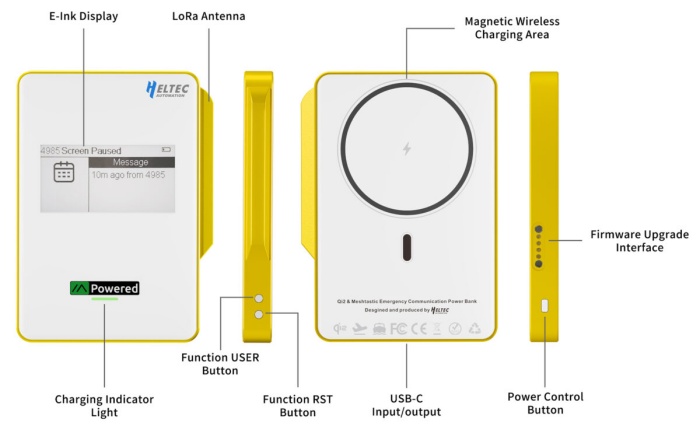 E-Ink Display
LoRa Antenna
Magnetic Wireless
Charging Area
HELTEC
AUTOMATION
4985 Screen Paused
Message
10m ago from 4985
Powered
Firmware Upgrade
Interface
Qi2 & Meshtastic Emergency Communication Power Bank
Desgined and produced by HELTEC
FC CE
Function USER
Button
Charging Indicator
Light
Function RST
Button
USB-C
Input/output
Power Control
Button